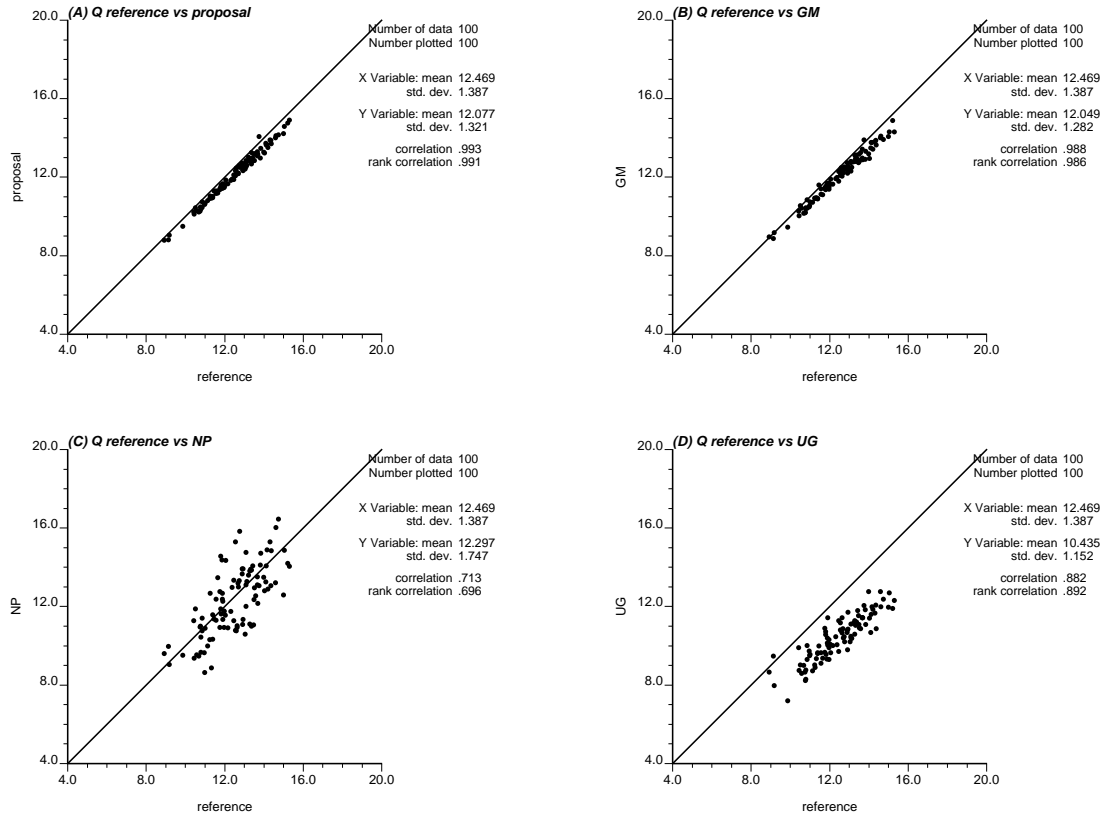 (A) Q reference vs proposal
proposal
reference
4.0
8.0
12.0
16.0
20.0
4.0
8.0
12.0
16.0
20.0
Number of data 100
Number plotted 100
X Variable: mean 12.469
std. dev. 1.387
Y Variable: mean 12.077
std. dev. 1.321
correlation .993
rank correlation .991
(B) Q reference vs GM
GM
reference
4.0
8.0
12.0
16.0
20.0
4.0
8.0
12.0
16.0
20.0
Number of data 100
Number plotted 100
X Variable: mean 12.469
std. dev. 1.387
Y Variable: mean 12.049
std. dev. 1.282
correlation .988
rank correlation .986
(C) Q reference vs NP
NP
reference
4.0
8.0
12.0
16.0
20.0
4.0
8.0
12.0
16.0
20.0
Number of data 100
Number plotted 100
X Variable: mean 12.469
std. dev. 1.387
Y Variable: mean 12.297
std. dev. 1.747
correlation .713
rank correlation .696
(D) Q reference vs UG
UG
reference
4.0
8.0
12.0
16.0
20.0
4.0
8.0
12.0
16.0
20.0
Number of data 100
Number plotted 100
X Variable: mean 12.469
std. dev. 1.387
Y Variable: mean 10.435
std. dev. 1.152
correlation .882
rank correlation .892